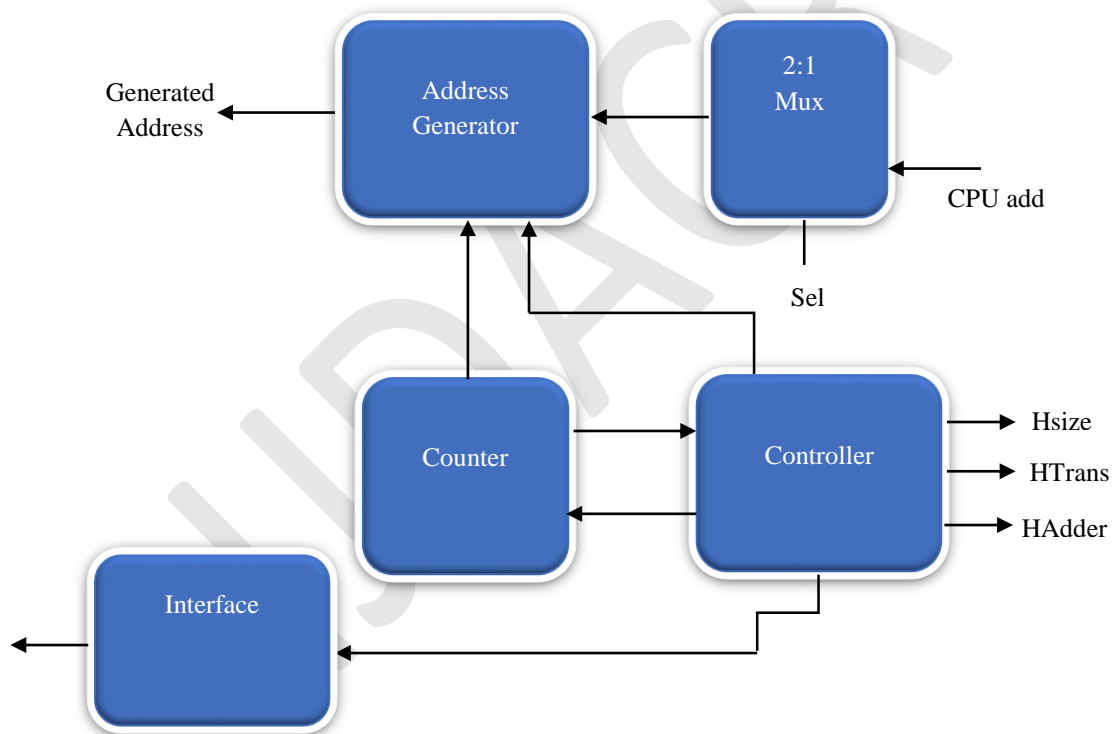 2:1
Mux
Address
Generator
Generated
Address
CPU add
Sel
Hsize
Counter
Controller
HTrans
HAdder
Interface